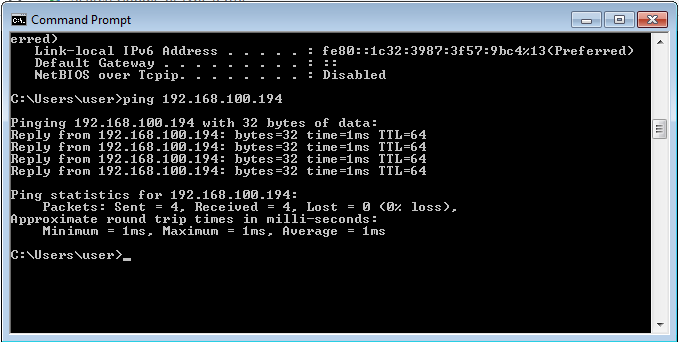 Command Prompt
erred)
Link-local IPv6 Address . . . . . : fe80::1c32:3987:3f57:9bc4%13(Preferred)
Default Gateway . . . . . . . . . : ::
NetBIOS over Tcpip. . . . . . . . : Disabled
C:\Users\user>ping 192.168.100.194
Pinging 192.168.100.194 with 32 bytes of data:
Reply from 192.168.100.194: bytes=32 time=1ms TTL=64
Reply from 192.168.100.194: bytes=32 time=1ms TTL=64
Reply from 192.168.100.194: bytes=32 time=1ms TTL=64
Reply from 192.168.100.194: bytes=32 time=1ms TTL=64
Ping statistics for 192.168.100.194:
Packets: Sent = 4, Received = 4, Lost = 0 (0% loss),
Approximate round trip times in milli-seconds:
Minimum = 1ms, Maximum = 1ms, Average = 1ms
C:\Users\user>_